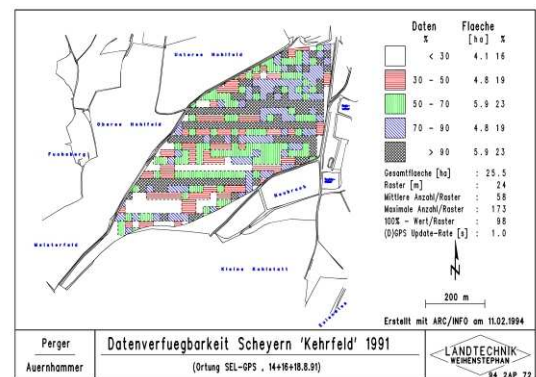 Unteres Hohlfeld
Oberes Hohlfeld
Fuchsberg
Neubruch
Weisterfeld
Kleine Kohlstatt
Daten Flaeche
% [ha] %
< 30 4.1 16
30 - 50 4.8 19
50 - 70 5.9 23
70 - 90 4.8 19
> 90 5.9 23
Gesamtflaeche [ha] : 25.5
Raster [m] : 24
Mittlere Anzahl/Raster : 58
Maximale Anzahl/Raster : 173
100% - Wert/Raster : 98
(D)GPS Update-Rate [s] : 1.0
N
200 m
Erstellt mit ARC/INFO am 11.02.1994
Perger
Auernhammer
Datenverfuegbarkeit Scheyern 'Kehrfeld' 1991
(Ortung SEL-GPS , 14+16+18.8.91)
LANDTECHNIK
WEIHENSTEPHAN
94 2AP 72